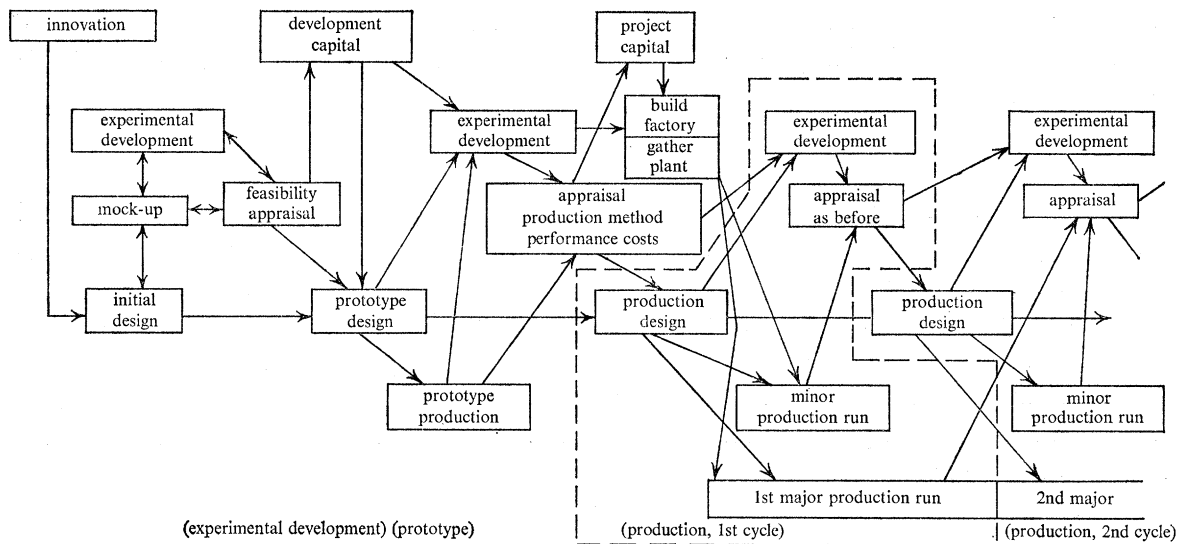 innovation
development
capital
project
capital
experimental
development
experimental
development
build
factory
gather
plant
experimental
development
experimental
development
mock-up
feasibility
appraisal
appraisal
production method
performance costs
appraisal
as before
appraisal
initial
design
prototype
design
production
design
production
design
prototype
production
minor
production run
minor
production run
1st major production run
2nd major
(experimental development) (prototype)
(production, 1st cycle)
(production, 2nd cycle)